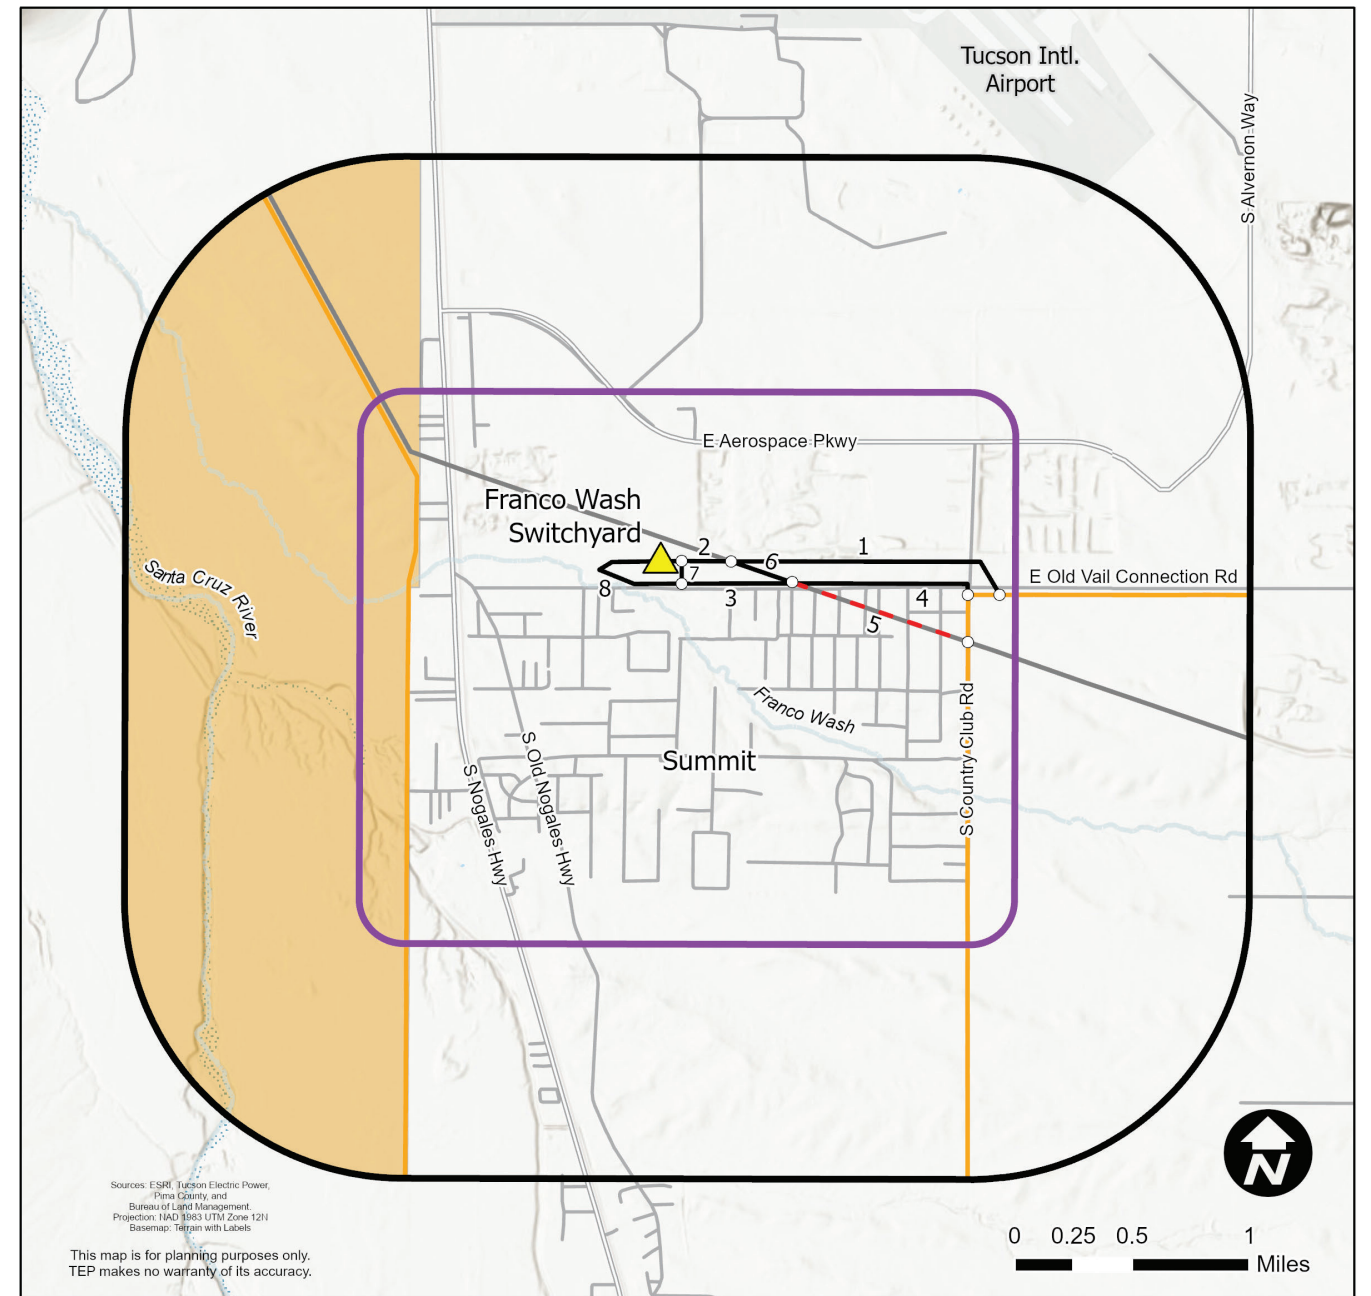 Tucson Intl.
Airport
S Alvernon Way
E Aerospace Pkwy
Franco Wash
Switchyard
2
6
1
7
8
3
4
5
E Old Vail Connection Rd
Santa Cruz River
Franco Wash
Summit
S Country Club Rd
S Old Nogales Hwy
S Nogales Hwy
N
Sources: ESRI, Tucson Electric Power,
Pima County, and
Bureau of Land Management.
Projection: NAD 1983 UTM Zone 12N
Basemap: Terrain with Labels
This map is for planning purposes only.
TEP makes no warranty of its accuracy.
0 0.25 0.5 1
Miles